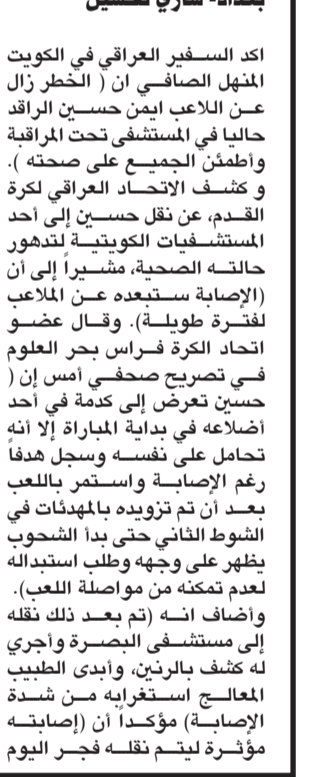 بغداد- ساري تحسين
اكد السفير العراقي في الكويت
المنهل الصافي ان ( الخطر زال
عن اللاعب ايمن حسين الراقد
حاليا في المستشفى تحت المراقبة
وأطمئن الجميع على صحته ).
و كشف الاتحاد العراقي لكرة
القدم، عن نقل حسين إلى أحد
المستشفيات الكويتية لتدهور
حالته الصحية، مشيراً إلى أن
(الإصابة ستبعده عن الملاعب
لفترة طويلة). وقال عضو
اتحاد الكرة فراس بحر العلوم
في تصريح صحفي أمس إن (
حسين تعرض إلى كدمة في أحد
أضلاعه في بداية المباراة إلا أنه
تحامل على نفسه وسجل هدفاً
رغم الإصابة واستمر باللعب
بعد أن تم تزويده بالمهدئات في
الشوط الثاني حتى بدأ الشحوب
يظهر على وجهه وطلب استبداله
لعدم تمكنه من مواصلة اللعب).
وأضاف انه (تم بعد ذلك نقله
إلى مستشفى البصرة وأجري
له كشف بالرنين، وأبدى الطبيب
المعالج استغرابه من شدة
الإصابة) مؤكداً أن (إصابته
مؤثرة ليتم نقله فجر اليوم